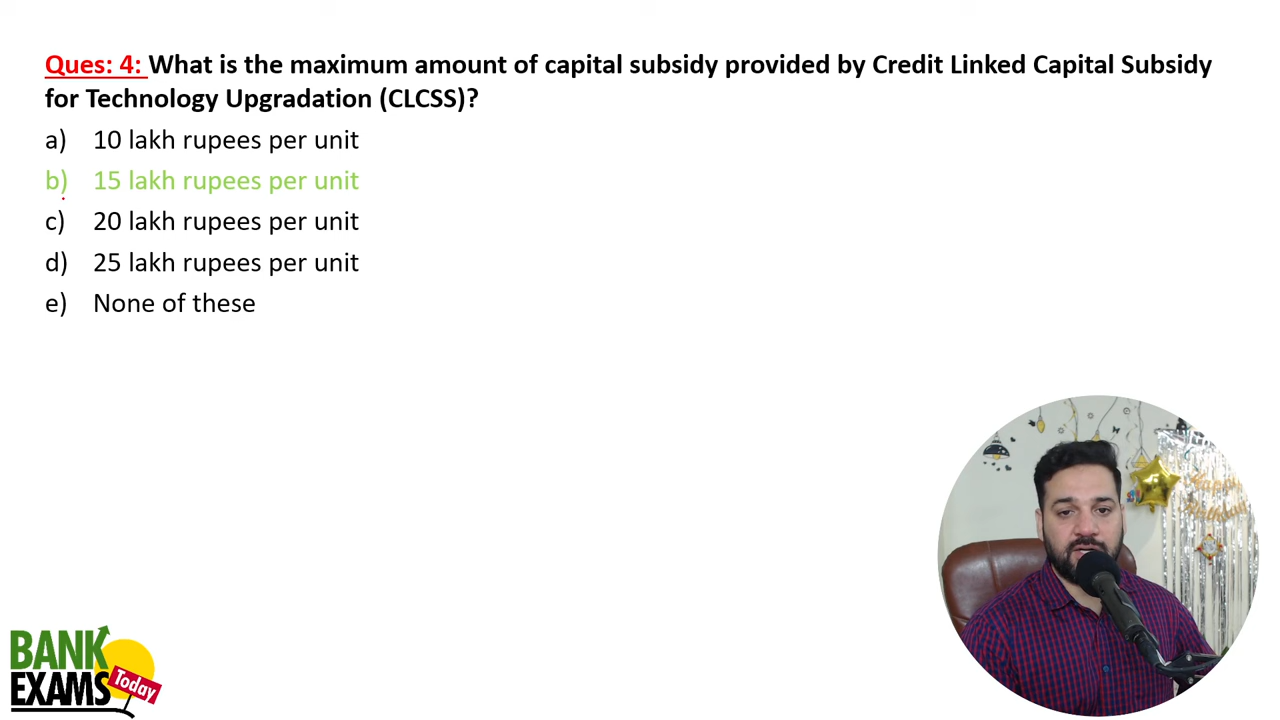 Ques: 4: What is the maximum amount of capital subsidy provided by Credit Linked Capital Subsidy
for Technology Upgradation (CLCSS)?
a) 10 lakh rupees per unit
b) 15 lakh rupees per unit
c) 20 lakh rupees per unit
d) 25 lakh rupees per unit
e) None of these
BANK
EXAMS
Today